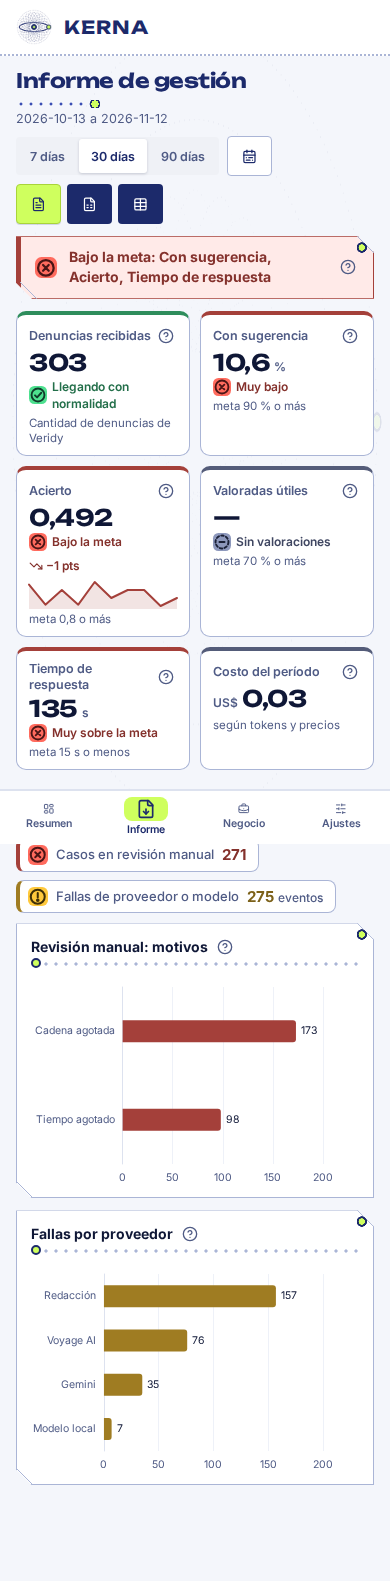 KERNA
Informe de gestión
2026-10-13 a 2026-11-12
7 días 30 días 90 días
Bajo la meta: Con sugerencia,
Acierto, Tiempo de respuesta
Denuncias recibidas
303
Llegando con
normalidad
Cantidad de denuncias de
Veridy
Con sugerencia
10,6 %
Muy bajo
meta 90 % o más
Acierto
0,492
Bajo la meta
−1 pts
meta 0,8 o más
Valoradas útiles
—
Sin valoraciones
meta 70 % o más
Tiempo de
respuesta
135 s
Muy sobre la meta
meta 15 s o menos
Costo del período
US$ 0,03
según tokens y precios
Resumen Informe Negocio Ajustes
Casos en revisión manual 271
Fallas de proveedor o modelo 275 eventos
Revisión manual: motivos
Cadena agotada 173
Tiempo agotado 98
0 50 100 150 200
Fallas por proveedor
Redacción 157
Voyage AI 76
Gemini 35
Modelo local 7
0 50 100 150 200